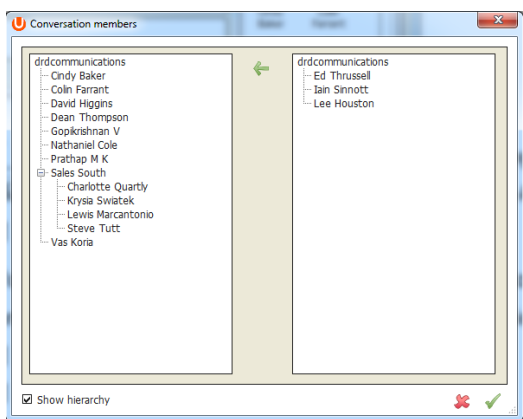 Conversation members
drdcommunications
Cindy Baker
Colin Farrant
David Higgins
Dean Thompson
Gopikrishnan V
Nathaniel Cole
Prathap M K
Sales South
Charlotte Quartly
Krysia Swiatek
Lewis Marcantonio
Steve Tutt
Vas Koria
drdcommunications
Ed Thrussell
Iain Sinnott
Lee Houston
Show hierarchy